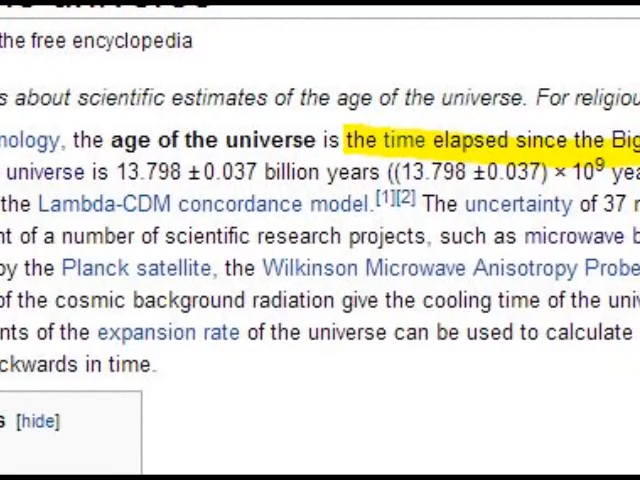 the free encyclopedia
s about scientific estimates of the age of the universe. For religiou
mology, the age of the universe is the time elapsed since the Big
universe is 13.798 ± 0.037 billion years ((13.798 ±0.037) × 10⁹ yea
the Lambda-CDM concordance model.[1][2] The uncertainty of 37 r
nt of a number of scientific research projects, such as microwave b
by the Planck satellite, the Wilkinson Microwave Anisotropy Probe
of the cosmic background radiation give the cooling time of the univ
nts of the expansion rate of the universe can be used to calculate
ckwards in time.
s [hide]